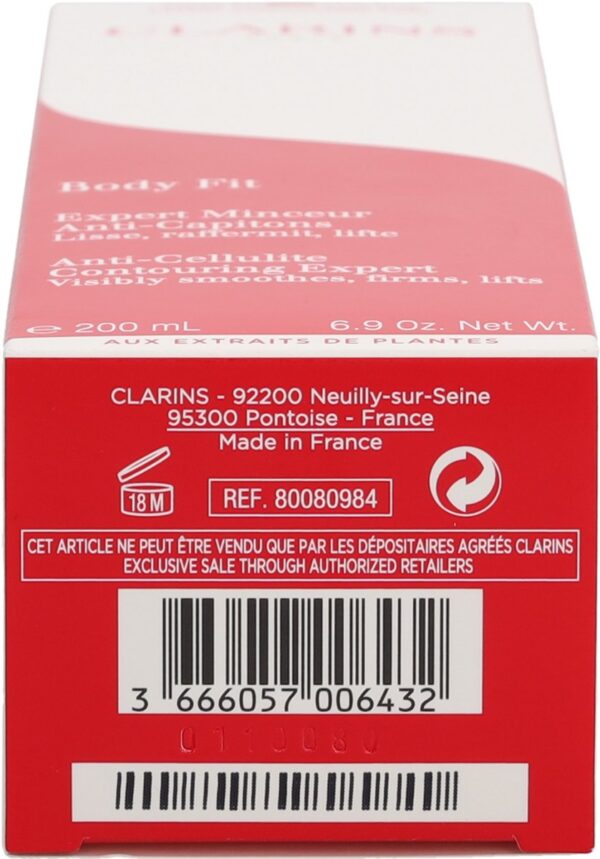 CLARINS
Body Fit
Expert Minceur
Anti-Capitons
Lisse, raffermit, lifte
Anti-Cellulite
Contouring Expert
Visibly smoothes, firms, lifts
℮ 200 mL 6.9 Oz. Net Wt.
AUX EXTRAITS DE PLANTES
CLARINS - 92200 Neuilly-sur-Seine
95300 Pontoise - France
Made in France
18 M
REF. 80080984
CET ARTICLE NE PEUT ÊTRE VENDU QUE PAR LES DÉPOSITAIRES AGRÉÉS CLARINS
EXCLUSIVE SALE THROUGH AUTHORIZED RETAILERS
3 666057 006432